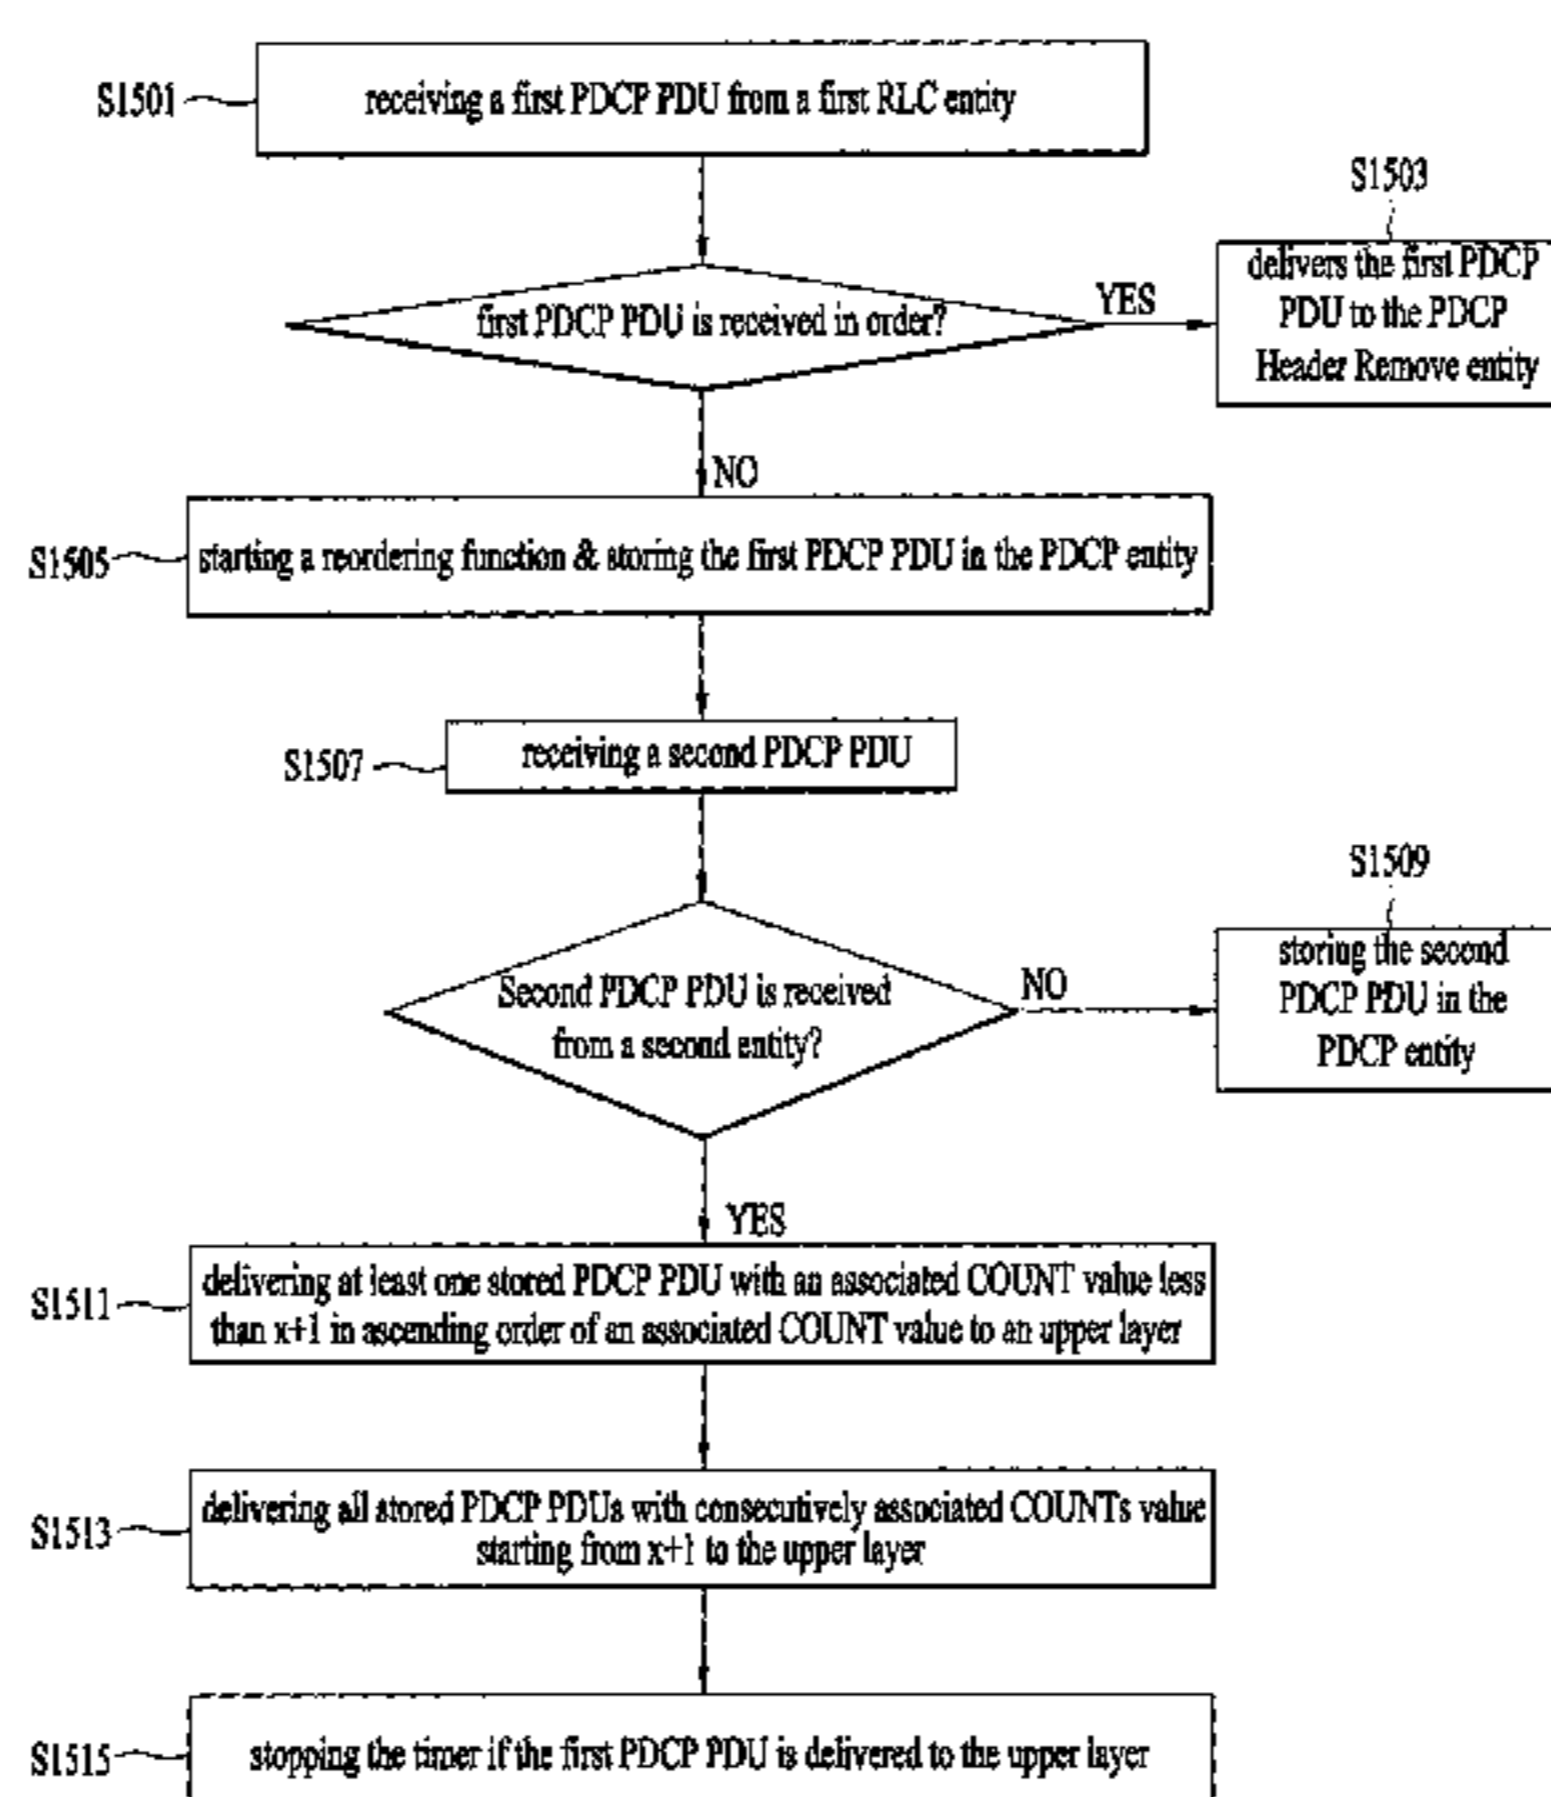 S1501
receiving a first PDCP PDU from a first RLC entity
S1503
first PDCP PDU is received in order?
YES
delivers the first PDCP
PDU to the PDCP
Header Remove entity
NO
S1505
starting a reordering function & storing the first PDCP PDU in the PDCP entity
S1507
receiving a second PDCP PDU
S1509
Second PDCP PDU is received
from a second entity?
NO
storing the second
PDCP PDU in the
PDCP entity
YES
S1511
delivering at least one stored PDCP PDU with an associated COUNT value less
than x+1 in ascending order of an associated COUNT value to an upper layer
S1513
delivering all stored PDCP PDUs with consecutively associated COUNTs value
starting from x+1 to the upper layer
S1515
stopping the timer if the first PDCP PDU is delivered to the upper layer